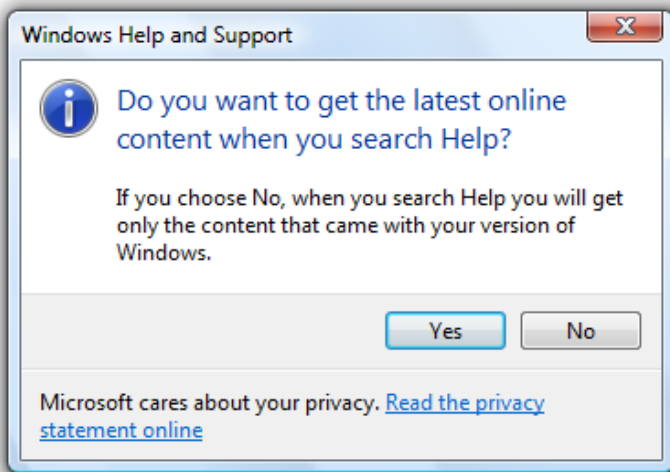 Windows Help and Support
Do you want to get the latest online
content when you search Help?
If you choose No, when you search Help you will get
only the content that came with your version of
Windows.
Yes No
Microsoft cares about your privacy. Read the privacy
statement online